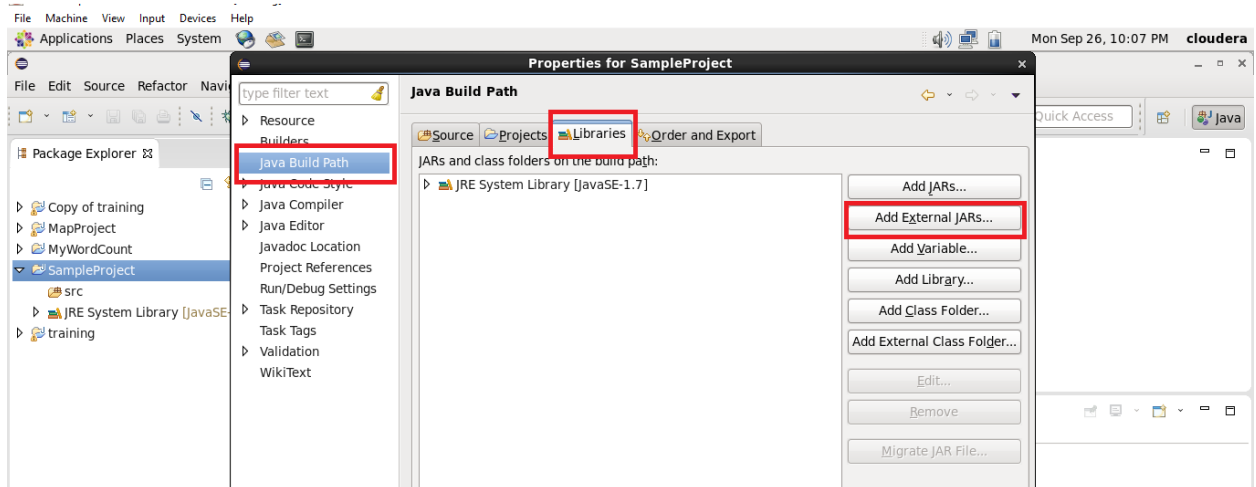 File Machine View Input Devices Help
Applications Places System
Mon Sep 26, 10:07 PM cloudera
Properties for SampleProject
File Edit Source Refactor Navi
type filter text
Java Build Path
Quick Access
Java
Resource
Builders
Java Build Path
Java Code Style
Java Compiler
Java Editor
Javadoc Location
Project References
Run/Debug Settings
Task Repository
Task Tags
Validation
WikiText
Source Projects Libraries Order and Export
JARs and class folders on the build path:
JRE System Library [JavaSE-1.7]
Add JARs...
Add External JARs...
Add Variable...
Add Library...
Add Class Folder...
Add External Class Folder...
Edit...
Remove
Migrate JAR File...
Package Explorer
Copy of training
MapProject
MyWordCount
SampleProject
src
JRE System Library [JavaSE-
training